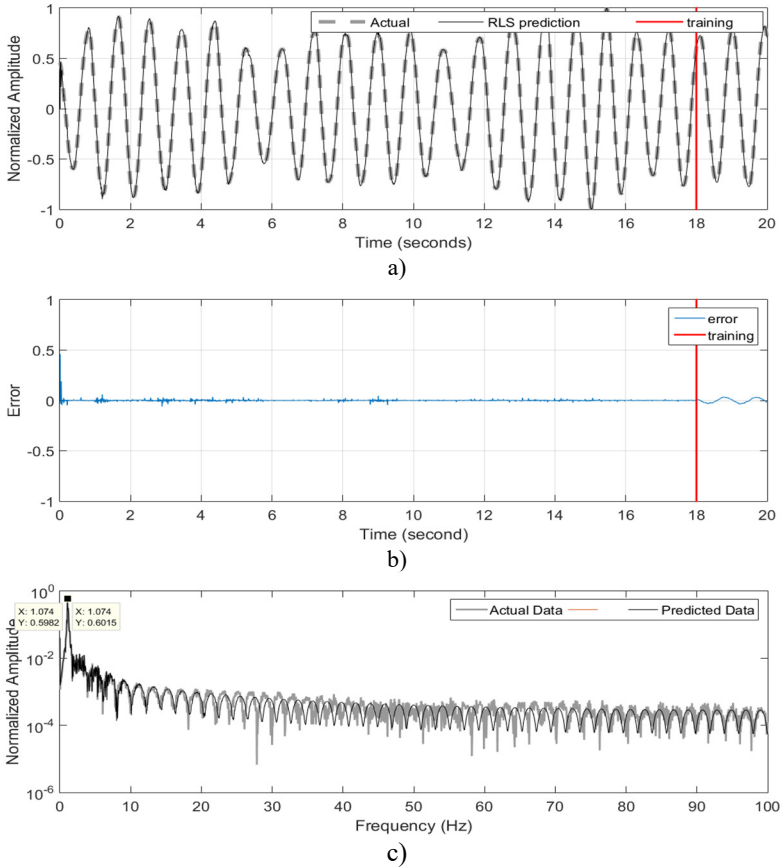 1
0.5
0
-0.5
-1
Normalized Amplitude
Actual RLS prediction training
0 2 4 6 8 10 12 14 16 18 20
Time (seconds)
a)
1
0.5
0
-0.5
-1
Error
error
training
0 2 4 6 8 10 12 14 16 18 20
Time (second)
b)
10^0
10^-2
10^-4
10^-6
Normalized Amplitude
X: 1.074 X: 1.074
Y: 0.5982 Y: 0.6015
Actual Data Predicted Data
0 10 20 30 40 50 60 70 80 90 100
Frequency (Hz)
c)